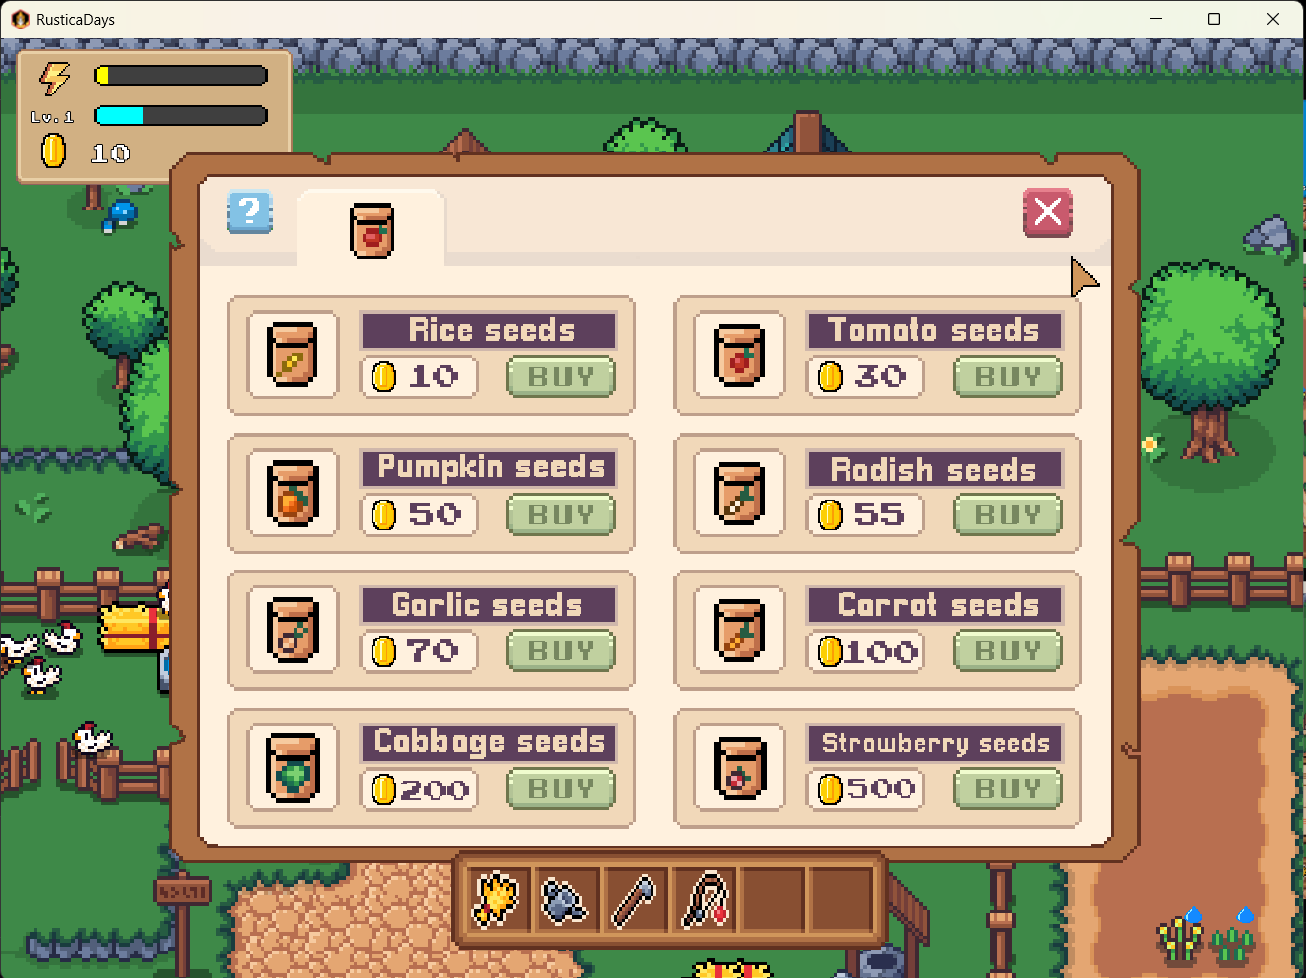 RusticaDays
Lv.1
10
?
Rice seeds
10 BUY
Tomato seeds
30 BUY
Pumpkin seeds
50 BUY
Radish seeds
55 BUY
Garlic seeds
70 BUY
Carrot seeds
100 BUY
Cabbage seeds
200 BUY
Strawberry seeds
500 BUY